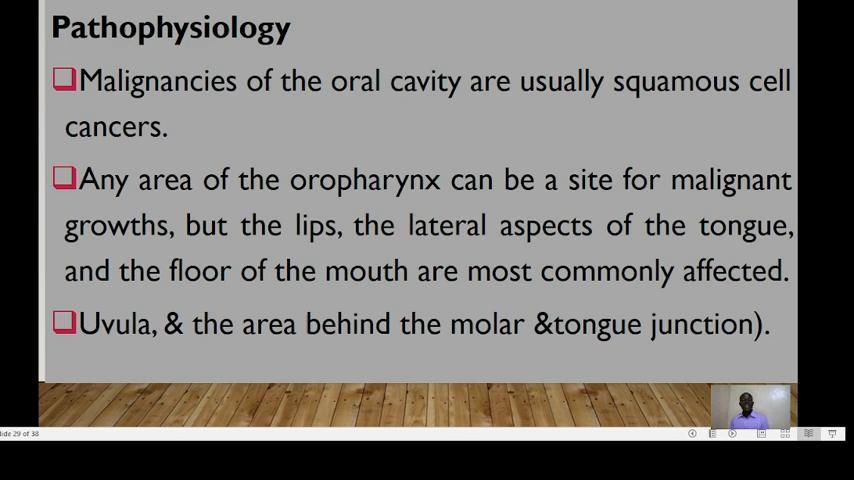 Pathophysiology
Malignancies of the oral cavity are usually squamous cell
cancers.
Any area of the oropharynx can be a site for malignant
growths, but the lips, the lateral aspects of the tongue,
and the floor of the mouth are most commonly affected.
Uvula, & the area behind the molar &tongue junction).
lide 29 of 38